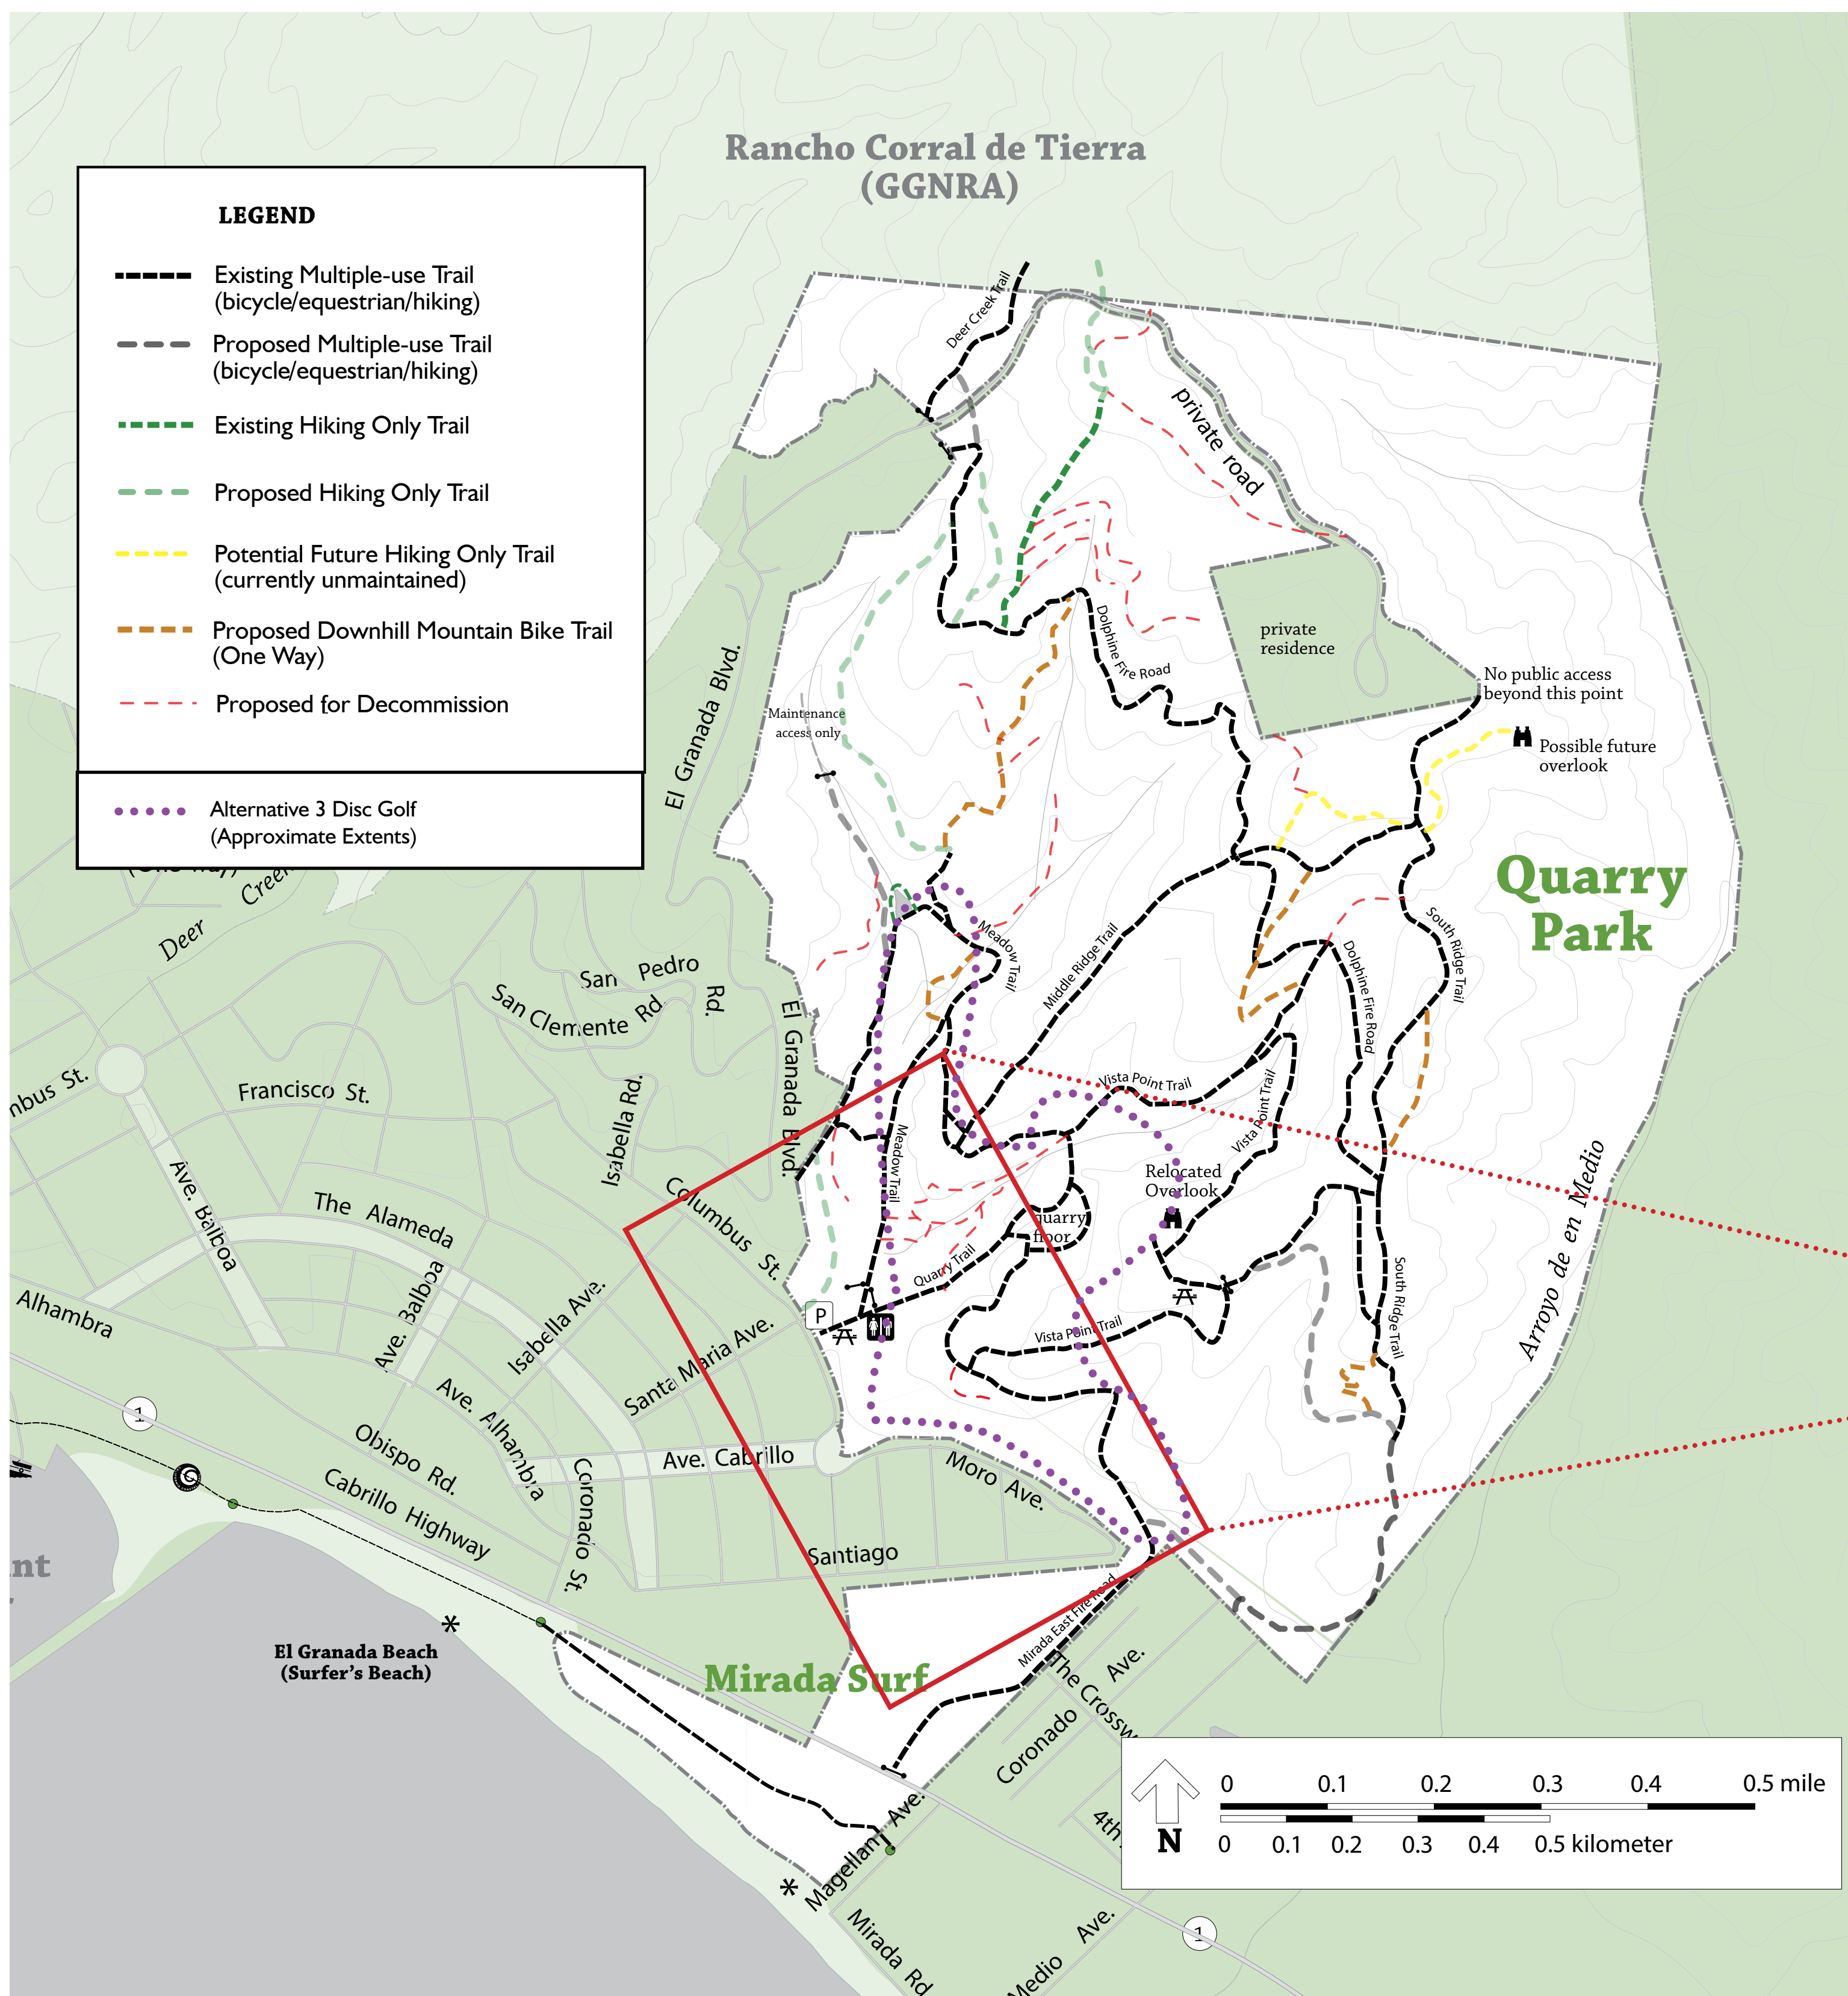 Rancho Corral de Tierra
(GGNRA)
LEGEND
Existing Multiple-use Trail
(bicycle/equestrian/hiking)
Proposed Multiple-use Trail
(bicycle/equestrian/hiking)
Existing Hiking Only Trail
Proposed Hiking Only Trail
Potential Future Hiking Only Trail
(currently unmaintained)
Proposed Downhill Mountain Bike Trail
(One Way)
Proposed for Decommission
Alternative 3 Disc Golf
(Approximate Extents)
Deer Creek Trail
private road
private
residence
Dolphine Fire Road
No public access
beyond this point
Possible future
overlook
Maintenance
access only
El Granada Blvd.
Quarry
Park
Deer Creek
Meadow Trail
Middle Ridge Trail
South Ridge Trail
Dolphine Fire Road
San Pedro Rd.
San Clemente Rd
El Granada Blvd.
Isabella Rd.
Francisco St.
nbus St.
Vista Point Trail
Vista Point Trail
Meadow Trail
Relocated
Overlook
quarry
floor
Quarry Trail
Ave. Balboa
The Alameda
Columbus St.
Arroyo de en Medio
South Ridge Trail
Alhambra
Ave. Balboa
Isabella Ave.
Santa Maria Ave.
P
Vista Point Trail
1
Ave. Alhambra
Obispo Rd.
Ave. Cabrillo
Moro Ave.
Cabrillo Highway
Coronado St.
Santiago
nt
El Granada Beach
(Surfer's Beach)
Mirada Surf
Mirada East Fire Road
The Crossw
Ave.
Coronado
4th
Magellan Ave.
Mirada Rd
Medio Ave.
1
N
0 0.1 0.2 0.3 0.4 0.5 mile
0 0.1 0.2 0.3 0.4 0.5 kilometer